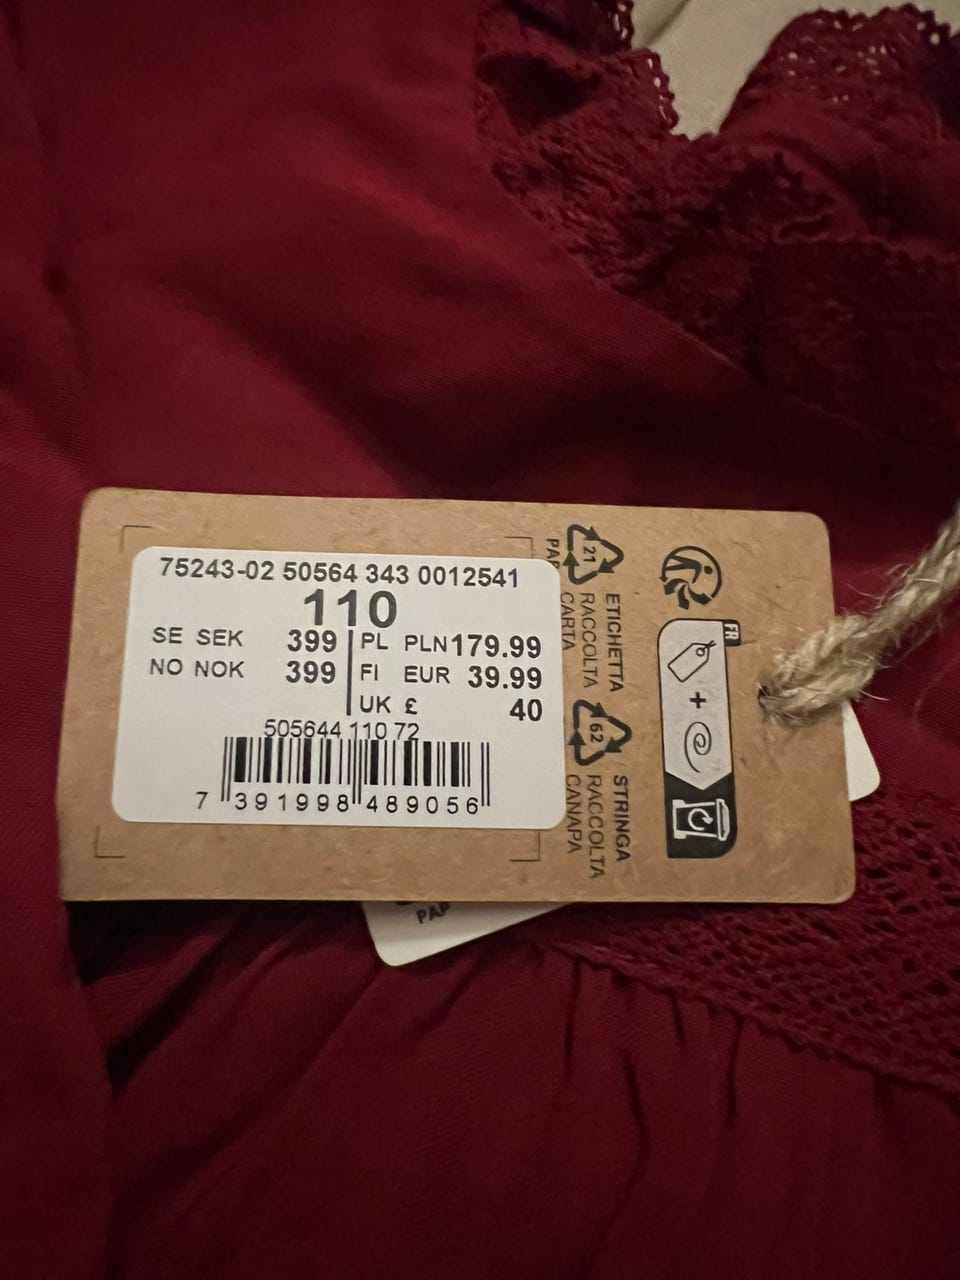 75243-02 50564 343 0012541
110
SE SEK 399
NO NOK 399
PL PLN 179.99
FI EUR 39.99
UK £ 40
505644 110 72
7 391998 489056
21
PAP
ETICHETTA
RACCOLTA
CARTA
62
STRINGA
RACCOLTA
CANAPA
FR
+
PAP